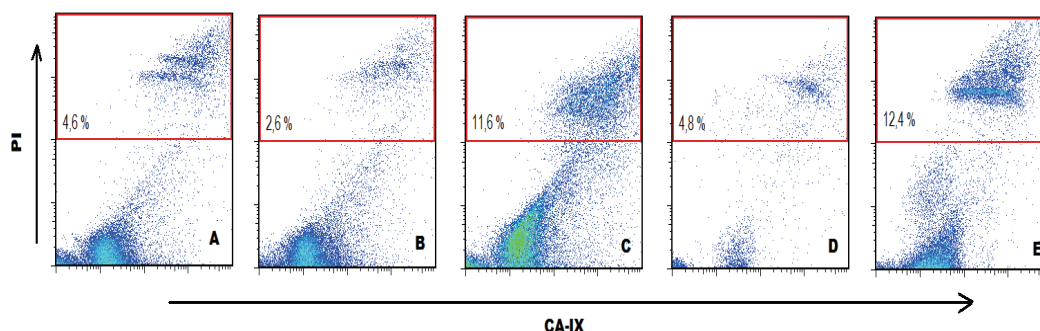 PI
4,6 %
A
2,6 %
B
11,6 %
C
4,8 %
D
12,4 %
E
CA-IX